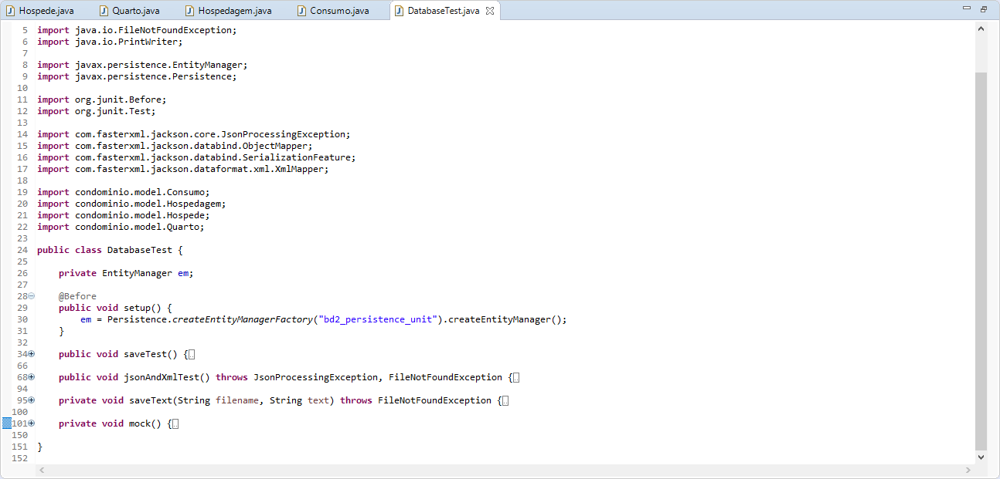 Hospede.java Quarto.java Hospedagem.java Consumo.java DatabaseTest.java
5 import java.io.FileNotFoundException;
6 import java.io.PrintWriter;
7
8 import javax.persistence.EntityManager;
9 import javax.persistence.Persistence;
10
11 import org.junit.Before;
12 import org.junit.Test;
13
14 import com.fasterxml.jackson.core.JsonProcessingException;
15 import com.fasterxml.jackson.databind.ObjectMapper;
16 import com.fasterxml.jackson.databind.SerializationFeature;
17 import com.fasterxml.jackson.dataformat.xml.XmlMapper;
18
19 import condominio.model.Consumo;
20 import condominio.model.Hospedagem;
21 import condominio.model.Hospede;
22 import condominio.model.Quarto;
23
24 public class DatabaseTest {
25
26     private EntityManager em;
27
28     @Before
29     public void setup() {
30         em = Persistence.createEntityManagerFactory("bd2_persistence_unit").createEntityManager();
31     }
32
34     public void saveTest() {..
66
68     public void jsonAndXmlTest() throws JsonProcessingException, FileNotFoundException {..
94
95     private void saveText(String filename, String text) throws FileNotFoundException {..
100
101     private void mock() {..
150
151 }
152